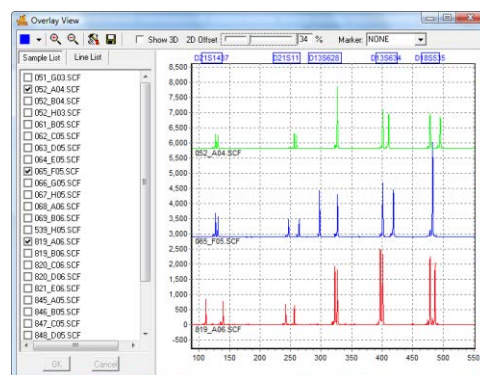 Overlay View
Show 3D 2D Offset 34 % Marker: NONE
Sample List Line List
051_G03.SCF
052_A04.SCF
052_B04.SCF
052_H03.SCF
061_B05.SCF
062_C05.SCF
063_D05.SCF
064_E05.SCF
065_F05.SCF
066_G05.SCF
067_H05.SCF
068_A06.SCF
069_B06.SCF
539_H05.SCF
819_A06.SCF
819_B06.SCF
820_C06.SCF
820_D06.SCF
821_E06.SCF
845_A05.SCF
846_B05.SCF
847_C05.SCF
848_D05.SCF
OK Cancel
D21S1437 D21S11 D13S628 D13S634 D18S535
8,500
8,000
7,500
7,000
6,500
6,000
5,500
5,000
4,500
4,000
3,500
3,000
2,500
2,000
1,500
1,000
500
0
052_A04.SCF
065_F05.SCF
819_A06.SCF
100 150 200 250 300 350 400 450 500 550